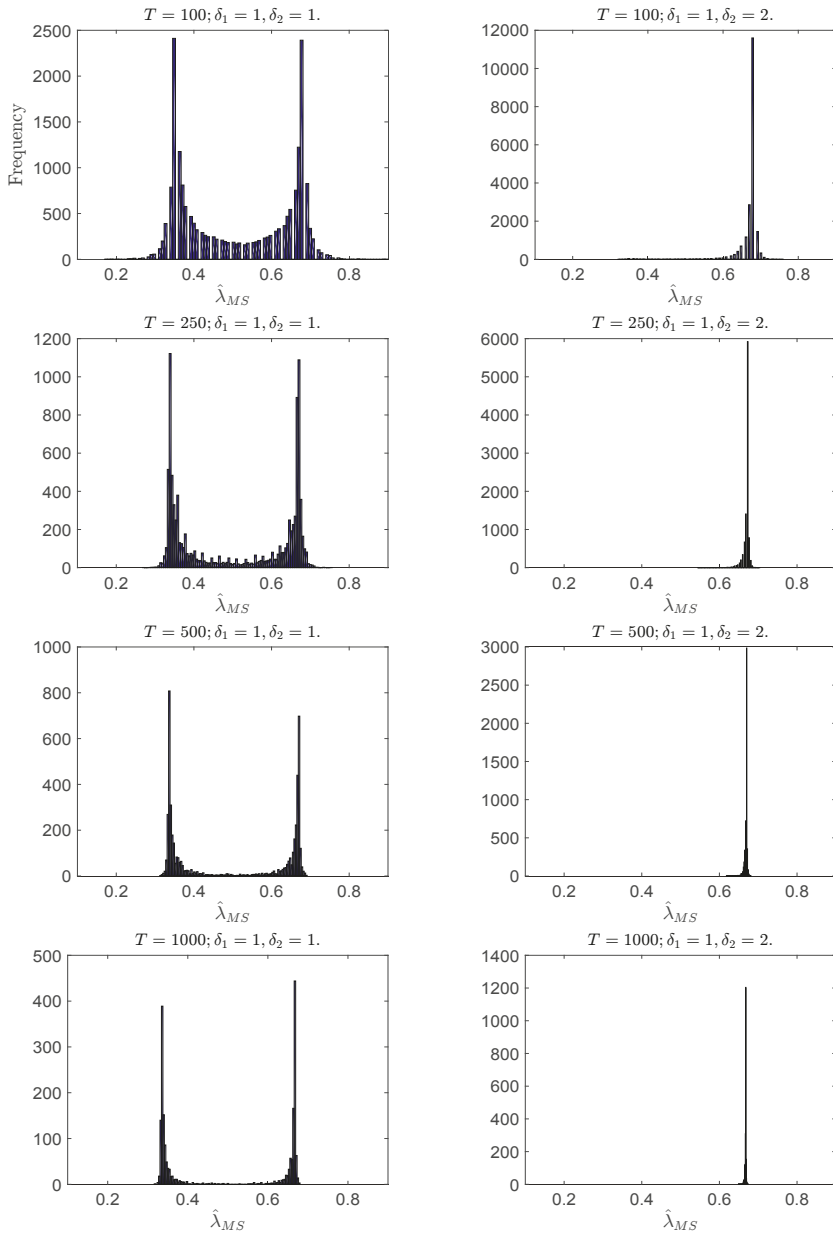 T = 100; δ₁ = 1, δ₂ = 1.
2500
2000
1500
1000
500
0
Frequency
0.2 0.4 0.6 0.8
λ̂_MS
T = 100; δ₁ = 1, δ₂ = 2.
12000
10000
8000
6000
4000
2000
0
0.2 0.4 0.6 0.8
λ̂_MS
T = 250; δ₁ = 1, δ₂ = 1.
1200
1000
800
600
400
200
0
0.2 0.4 0.6 0.8
λ̂_MS
T = 250; δ₁ = 1, δ₂ = 2.
6000
5000
4000
3000
2000
1000
0
0.2 0.4 0.6 0.8
λ̂_MS
T = 500; δ₁ = 1, δ₂ = 1.
1000
800
600
400
200
0
0.2 0.4 0.6 0.8
λ̂_MS
T = 500; δ₁ = 1, δ₂ = 2.
3000
2500
2000
1500
1000
500
0
0.2 0.4 0.6 0.8
λ̂_MS
T = 1000; δ₁ = 1, δ₂ = 1.
500
400
300
200
100
0
0.2 0.4 0.6 0.8
λ̂_MS
T = 1000; δ₁ = 1, δ₂ = 2.
1400
1200
1000
800
600
400
200
0
0.2 0.4 0.6 0.8
λ̂_MS